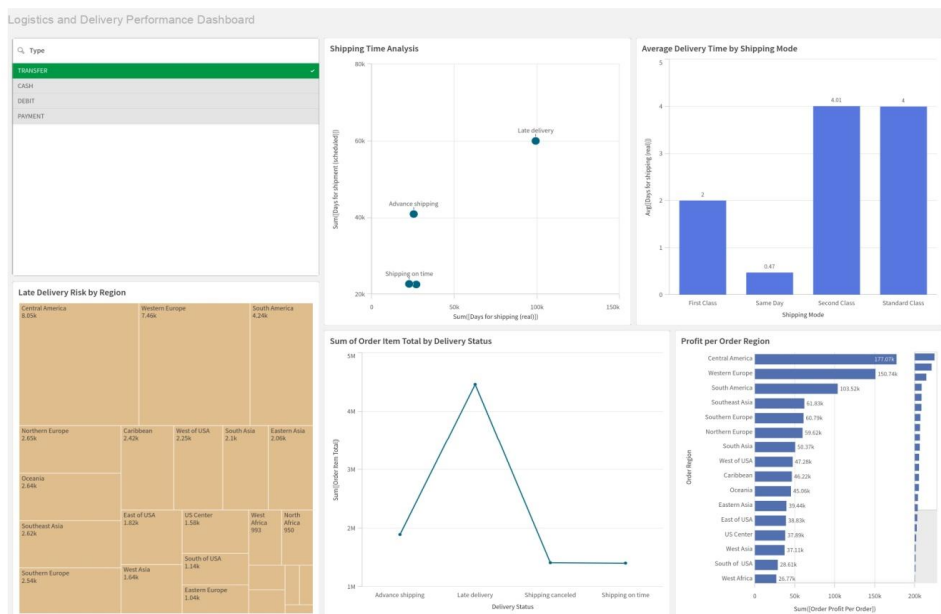 Logistics and Delivery Performance Dashboard
Type
TRANSFER
CASH
DEBIT
PAYMENT
Shipping Time Analysis
Sum([Days for shipment (scheduled)])
80k
60k
40k
20k
Late delivery
Advance shipping
Shipping on time
0
50k
100k
150k
Sum([Days for shipping (real)])
Average Delivery Time by Shipping Mode
Avg([Days for shipping (real)])
5
4
3
2
1
0
2
0.47
4.01
4
First Class
Same Day
Second Class
Standard Class
Shipping Mode
Late Delivery Risk by Region
Central America
8.05k
Western Europe
7.46k
South America
4.24k
Northern Europe
2.65k
Oceania
2.64k
Southeast Asia
2.62k
Southern Europe
2.54k
Caribbean
2.42k
West of USA
2.25k
South Asia
2.1k
Eastern Asia
2.06k
East of USA
1.82k
West Asia
1.64k
US Center
1.58k
South of USA
1.14k
Eastern Europe
1.04k
West
Africa
993
North
Africa
950
Sum of Order Item Total by Delivery Status
Sum([Order Item Total])
5M
4M
3M
2M
1M
Advance shipping
Late delivery
Shipping canceled
Shipping on time
Delivery Status
Profit per Order Region
Order Region
Central America
177.07k
Western Europe
150.74k
South America
103.52k
Southeast Asia
61.83k
Southern Europe
60.79k
Northern Europe
59.62k
South Asia
50.37k
West of USA
47.28k
Caribbean
46.22k
Oceania
45.06k
Eastern Asia
39.44k
East of USA
38.83k
US Center
37.89k
West Asia
37.11k
South of USA
28.61k
West Africa
26.77k
0
50k
100k
150k
200k
Sum([Order Profit Per Order])